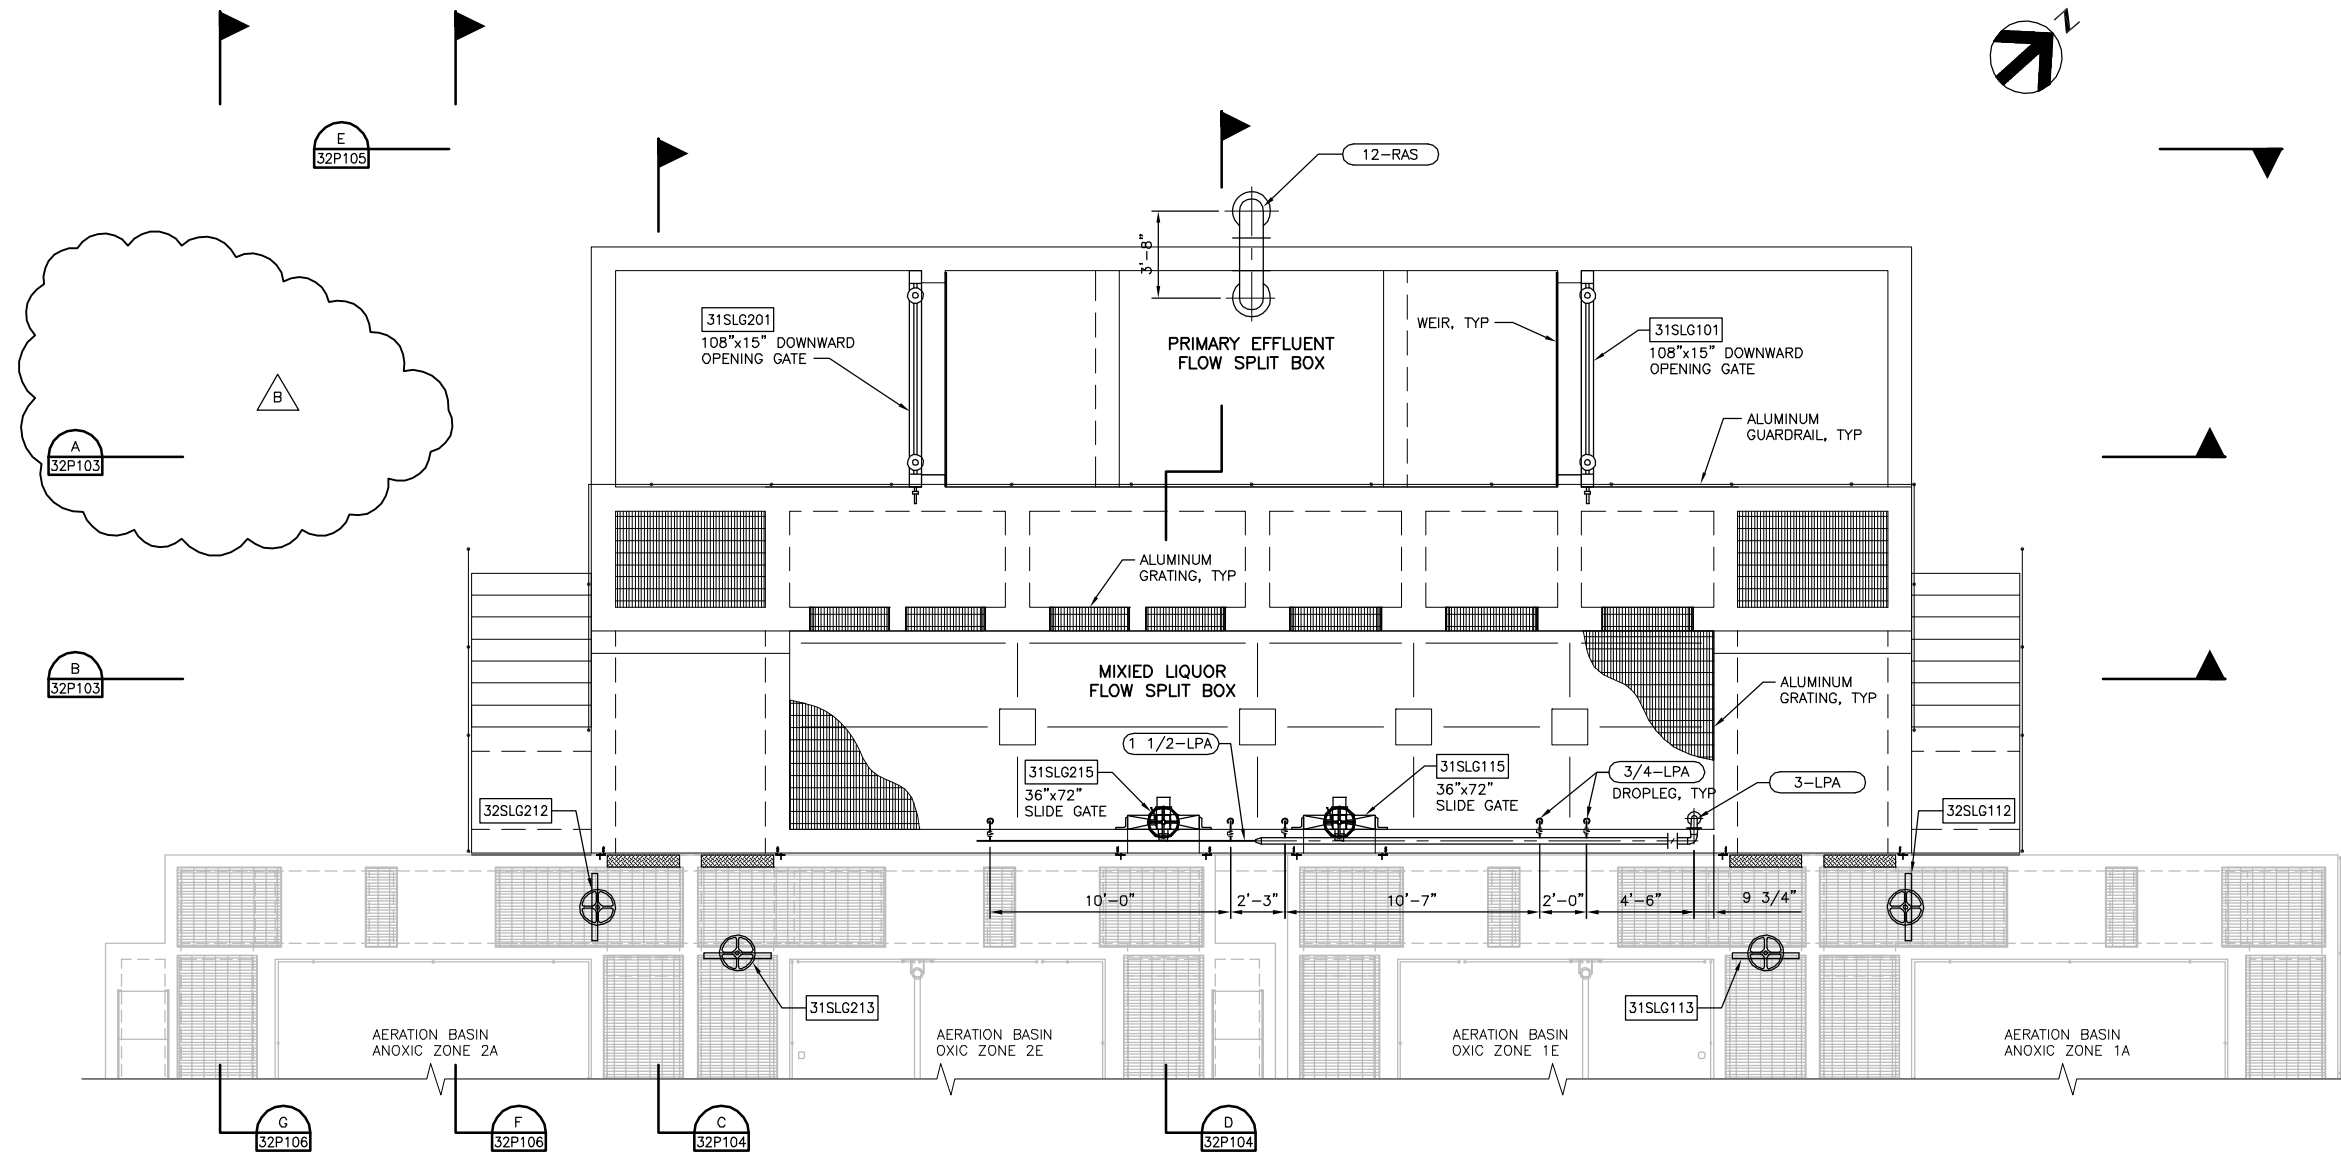 N
E
32P105
12-RAS
3'-8"
31SLG201
108"x15" DOWNWARD
OPENING GATE
PRIMARY EFFLUENT
FLOW SPLIT BOX
WEIR, TYP
31SLG101
108"x15" DOWNWARD
OPENING GATE
B
ALUMINUM
GUARDRAIL, TYP
A
32P103
ALUMINUM
GRATING, TYP
B
32P103
MIXIED LIQUOR
FLOW SPLIT BOX
ALUMINUM
GRATING, TYP
1 1/2-LPA
31SLG215
36"x72"
SLIDE GATE
31SLG115
36"x72"
SLIDE GATE
3/4-LPA
DROPLEG, TYP
3-LPA
32SLG212
32SLG112
10'-0"
2'-3"
10'-7"
2'-0"
4'-6"
9 3/4"
31SLG213
31SLG113
AERATION BASIN
ANOXIC ZONE 2A
AERATION BASIN
OXIC ZONE 2E
AERATION BASIN
OXIC ZONE 1E
AERATION BASIN
ANOXIC ZONE 1A
G
32P106
F
32P106
C
32P104
D
32P104